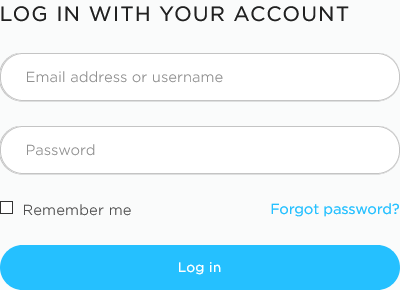 LOG IN WITH YOUR ACCOUNT
Email address or username
Password
Remember me
Forgot password?
Log in